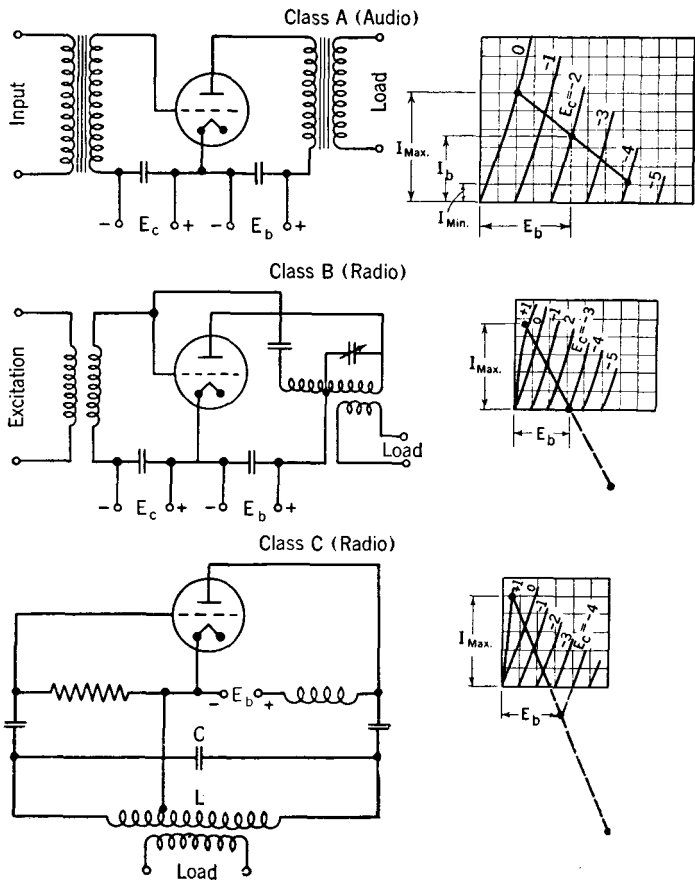 Class A (Audio)
Input
Load
- E_c + - E_b +
0
-1
E_c=-2
-3
-4
-5
I_Max.
I_b
I_Min.
E_b
Class B (Radio)
Excitation
Load
- E_c + - E_b +
+1
0
-1
2
E_c=-3
-4
-5
I_Max.
E_b
Class C (Radio)
- E_b +
C
L
Load
+1
0
-1
-2
-3
E_c=-4
I_Max.
E_b